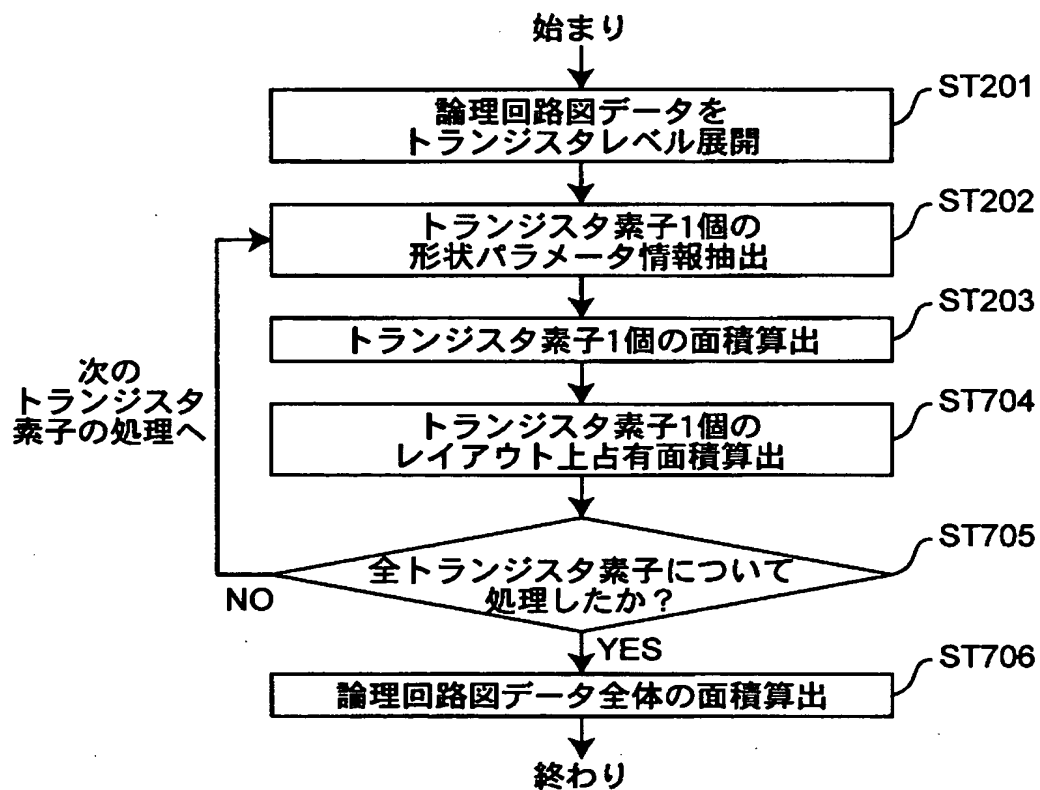 始まり
ST201
論理回路図データを
トランジスタレベル展開
ST202
トランジスタ素子1個の
形状パラメータ情報抽出
ST203
トランジスタ素子1個の面積算出
次の
トランジスタ
素子の処理へ
ST704
トランジスタ素子1個の
レイアウト上占有面積算出
ST705
全トランジスタ素子について
処理したか？
NO
YES
ST706
論理回路図データ全体の面積算出
終わり